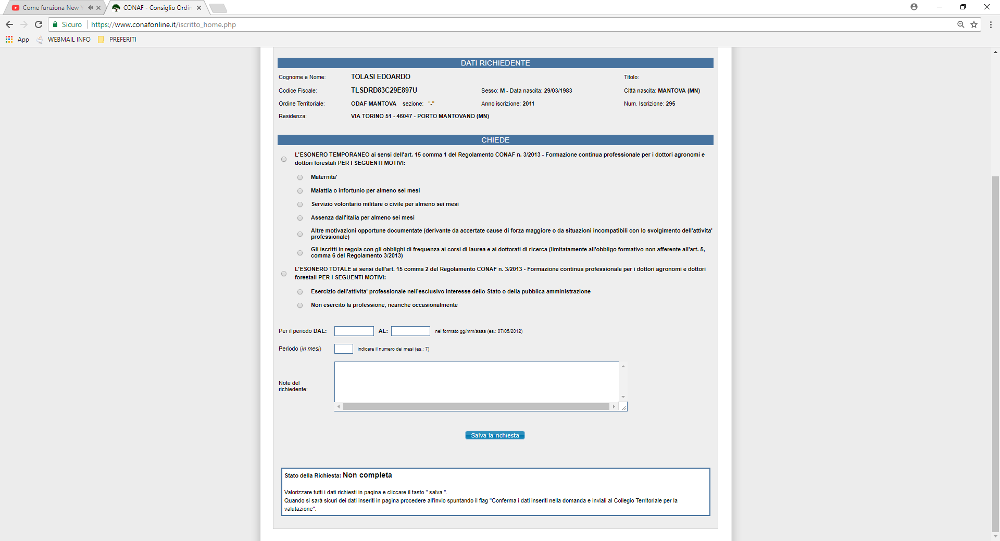 Come funziona New Y
CONAF - Consiglio Ordin
Sicuro
https://www.conafonline.it/iscritto_home.php
App WEBMAIL INFO PREFERITI
DATI RICHIEDENTE
Cognome e Nome: TOLASI EDOARDO Titolo:
Codice Fiscale: TLSDRD83C29E897U Sesso: M - Data nascita: 29/03/1983 Città nascita: MANTOVA (MN)
Ordine Territoriale: ODAF MANTOVA sezione: "-" Anno iscrizione: 2011 Num. Iscrizione: 295
Residenza: VIA TORINO 51 - 46047 - PORTO MANTOVANO (MN)
CHIEDE
L'ESONERO TEMPORANEO ai sensi dell'art. 15 comma 1 del Regolamento CONAF n. 3/2013 - Formazione continua professionale per i dottori agronomi e
dottori forestali PER I SEGUENTI MOTIVI:
Maternita'
Malattia o infortunio per almeno sei mesi
Servizio volontario militare o civile per almeno sei mesi
Assenza dall'italia per almeno sei mesi
Altre motivazioni opportune documentate (derivante da accertate cause di forza maggiore o da situazioni incompatibili con lo svolgimento dell'attivita'
professionale)
Gli iscritti in regola con gli obblighi di frequenza ai corsi di laurea e ai dottorati di ricerca (limitatamente all'obbligo formativo non afferente all'art. 5,
comma 6 del Regolamento 3/2013)
L'ESONERO TOTALE ai sensi dell'art. 15 comma 2 del Regolamento CONAF n. 3/2013 - Formazione continua professionale per i dottori agronomi e dottori
forestali PER I SEGUENTI MOTIVI:
Esercizio dell'attivita' professionale nell'esclusivo interesse dello Stato o della pubblica amministrazione
Non esercito la professione, neanche occasionalmente
Per il periodo DAL: AL: nel formato gg/mm/aaaa (es.: 07/05/2012)
Periodo (in mesi) indicare il numero dei mesi (es.: 7)
Note del
richiedente:
Salva la richiesta
Stato della Richiesta: Non completa
Valorizzare tutti i dati richiesti in pagina e cliccare il tasto " salva ".
Quando si sarà sicuri dei dati inseriti in pagina procedere all'invio spuntando il flag "Conferma i dati inseriti nella domanda e inviali al Collegio Territoriale per la
valutazione".